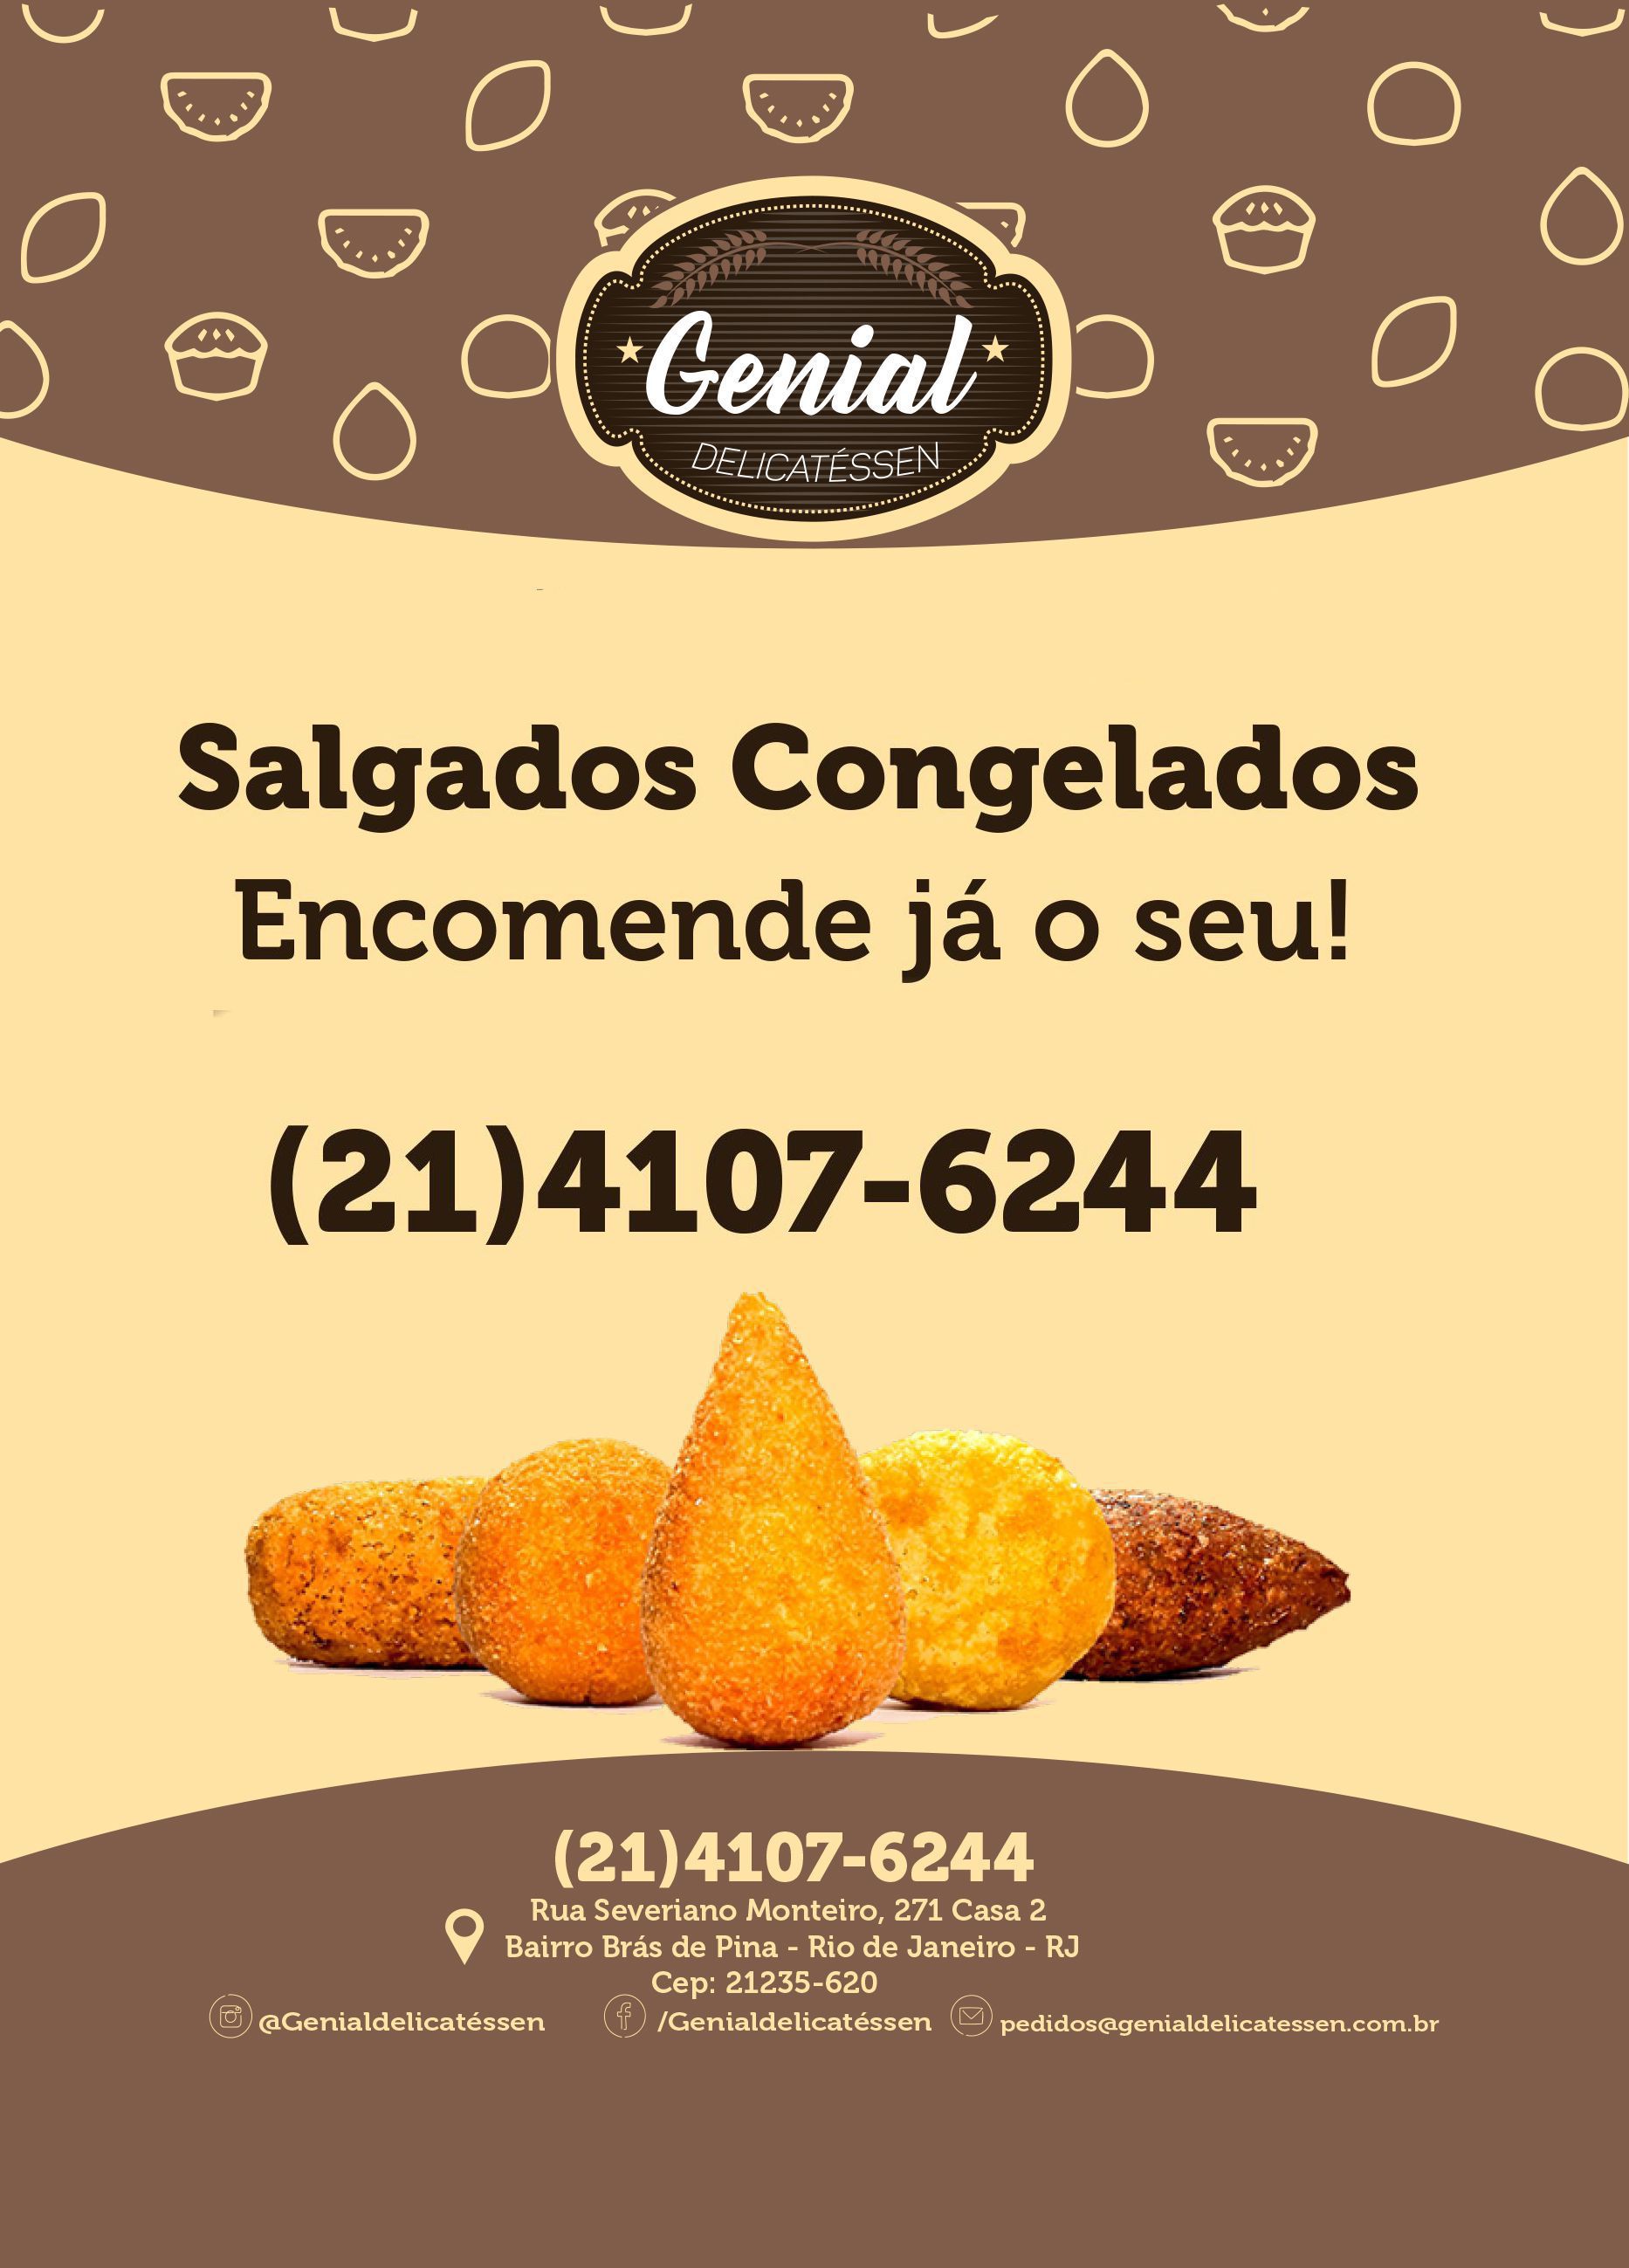 Genial
DELICATÉSSEN
Salgados Congelados
Encomende já o seu!
(21)4107-6244
(21)4107-6244
Rua Severiano Monteiro, 271 Casa 2
Bairro Brás de Pina - Rio de Janeiro - RJ
Cep: 21235-620
@Genialdelicatéssen /Genialdelicatéssen pedidos@genialdelicatessen.com.br